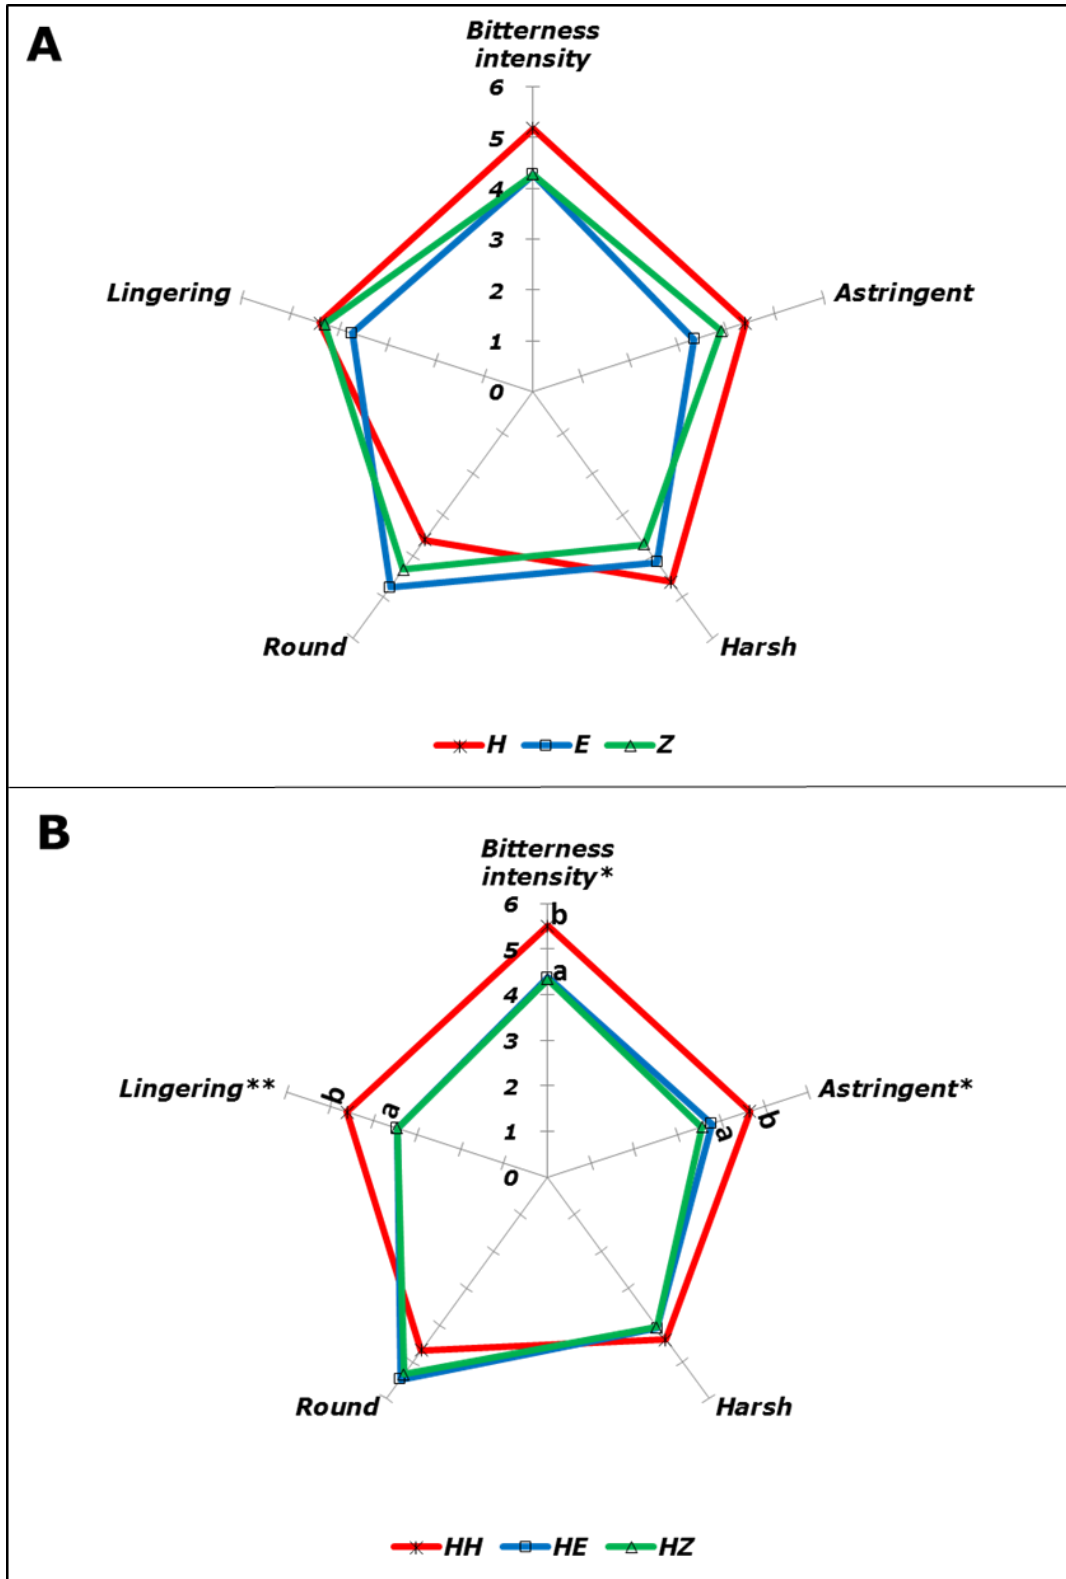 A
Bitterness
intensity
6
5
4
3
2
1
0
Lingering
Astringent
Round
Harsh
H E Z
B
Bitterness
intensity*
6
b
5
a
4
3
2
1
0
Lingering**
b
a
Astringent*
b
a
Round
Harsh
HH HE HZ